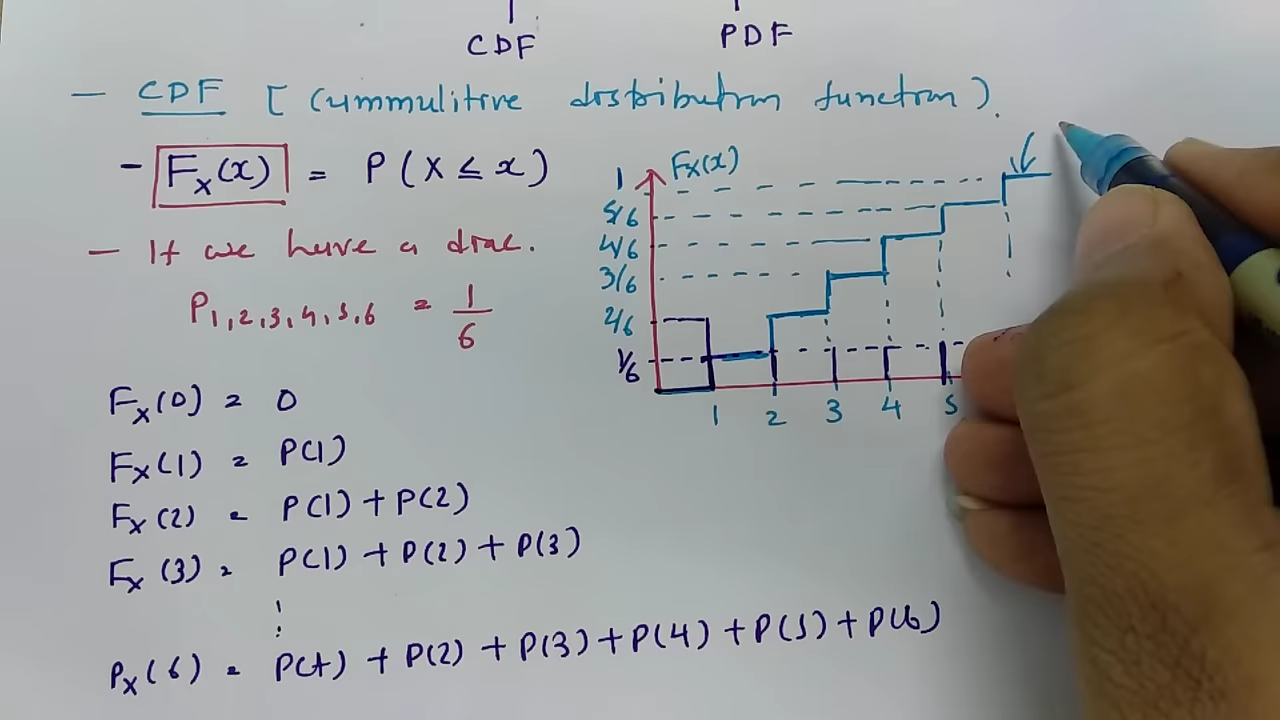 CDF PDF
- CDF [ Cummulitive distribution function ).
- Fx(x) = P ( X ≤ x )
- If we have a drac.
P1,2,3,4,5,6 = 1/6
Fx(0) = 0
Fx(1) = P(1)
Fx(2) = P(1) + P(2)
Fx(3) = P(1) + P(2) + P(3)
Px(6) = P(1) + P(2) + P(3) + P(4) + P(5) + P(6)
Fx(x)
1
5/6
4/6
3/6
2/6
1/6
1 2 3 4 5